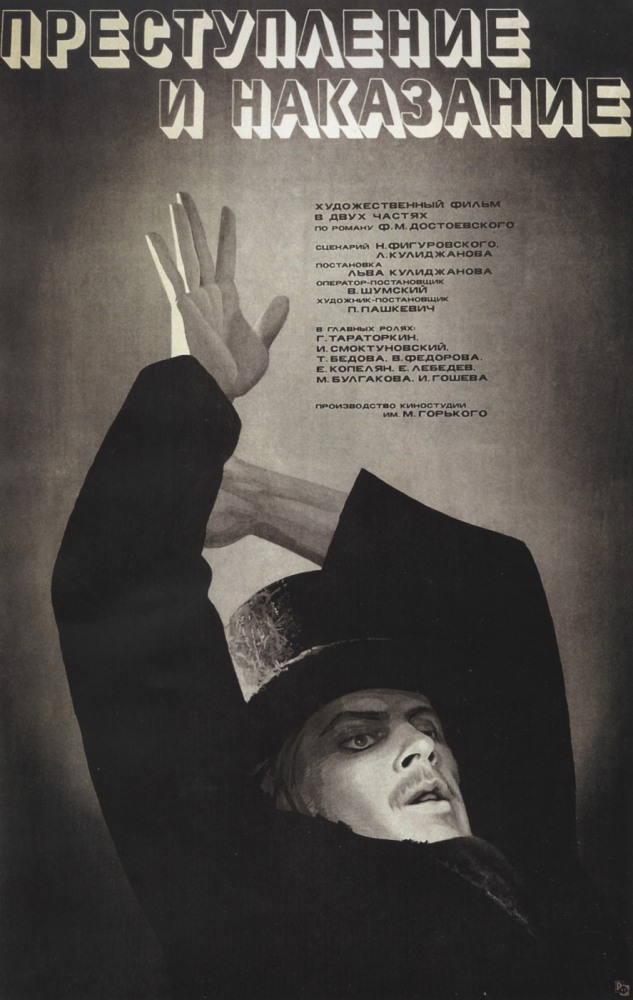 ПРЕСТУПЛЕНИЕ
И НАКАЗАНИЕ
ХУДОЖЕСТВЕННЫЙ ФИЛЬМ
В ДВУХ ЧАСТЯХ
ПО РОМАНУ Ф.М.ДОСТОЕВСКОГО
СЦЕНАРИЙ Н.ФИГУРОВСКОГО,
Л.КУЛИДЖАНОВА
ПОСТАНОВКА
ЛЬВА КУЛИДЖАНОВА
ОПЕРАТОР-ПОСТАНОВЩИК
В.ШУМСКИЙ
ХУДОЖНИК-ПОСТАНОВЩИК
П.ПАШКЕВИЧ
В ГЛАВНЫХ РОЛЯХ:
Г.ТАРАТОРКИН,
И.СМОКТУНОВСКИЙ,
Т.БЕДОВА, В.ФЕДОРОВА,
Е.КОПЕЛЯН, Е.ЛЕБЕДЕВ,
М.БУЛГАКОВА, И.ГОШЕВА
ПРОИЗВОДСТВО КИНОСТУДИИ
ИМ. М.ГОРЬКОГО